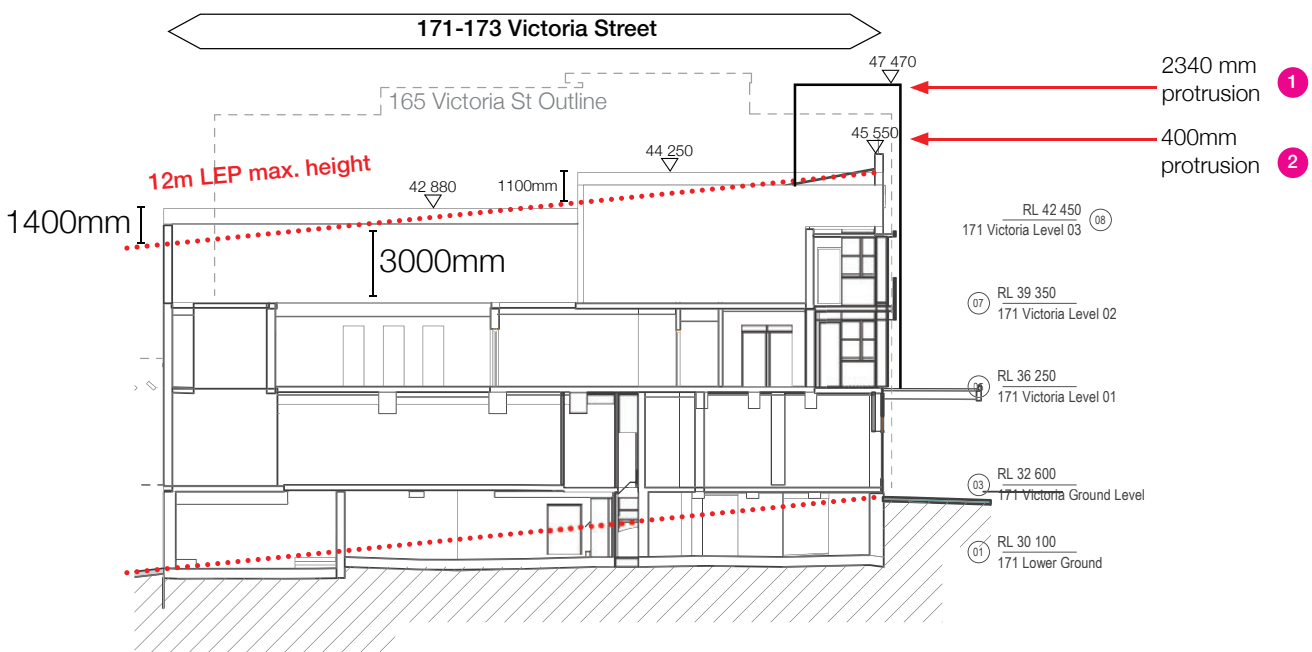 171-173 Victoria Street
47 470
2340 mm
protrusion
1
165 Victoria St Outline
45 550
400mm
protrusion
2
44 250
12m LEP max. height
42 880
1100mm
1400mm
3000mm
RL 42 450
171 Victoria Level 03
08
RL 39 350
07
171 Victoria Level 02
RL 36 250
171 Victoria Level 01
RL 32 600
03
171 Victoria Ground Level
RL 30 100
01
171 Lower Ground